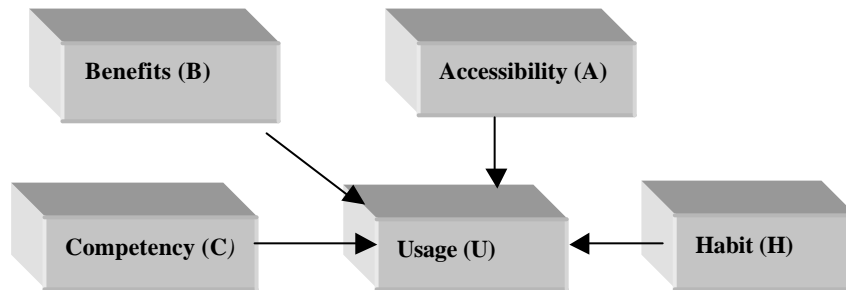 Benefits (B)
Accessibility (A)
Competency (C)
Usage (U)
Habit (H)